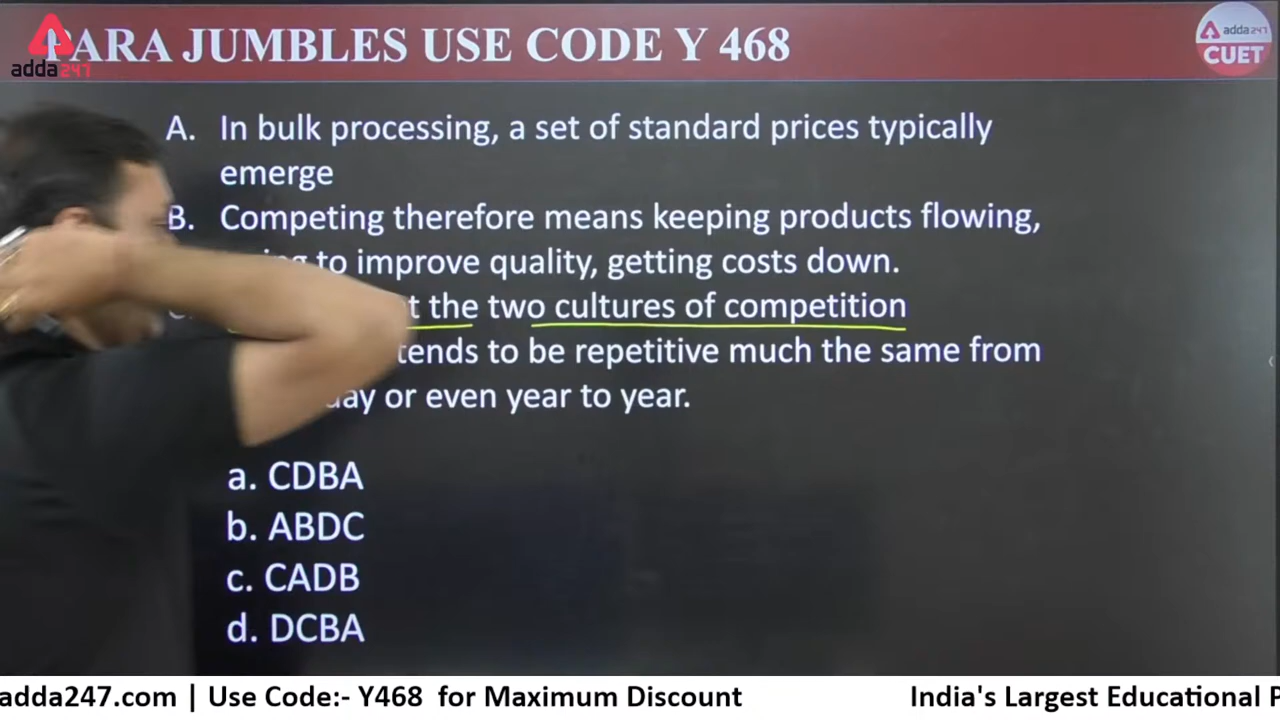 PARA JUMBLES USE CODE Y 468
adda247
adda247
CUET
A. In bulk processing, a set of standard prices typically
emerge
B. Competing therefore means keeping products flowing,
to improve quality, getting costs down.
the two cultures of competition
tends to be repetitive much the same from
day or even year to year.
a. CDBA
b. ABDC
c. CADB
d. DCBA
adda247.com | Use Code:- Y468 for Maximum Discount
India's Largest Educational